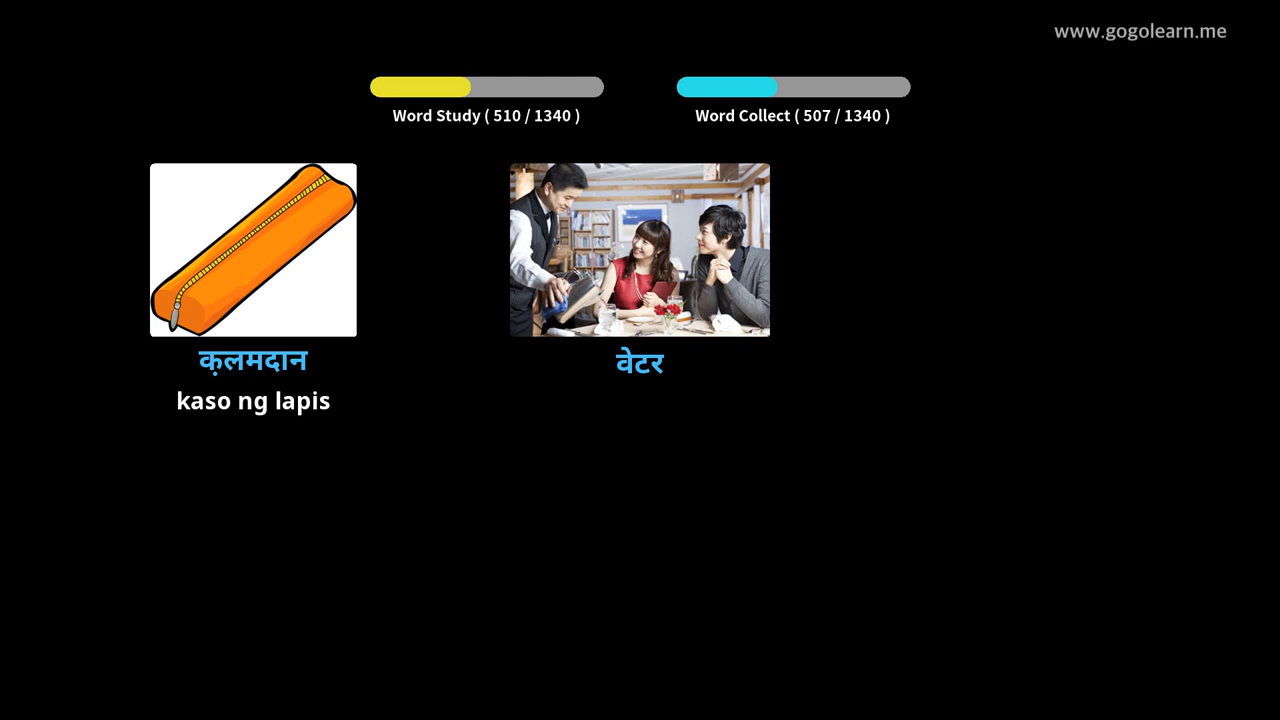 www.gogolearn.me
Word Study ( 510 / 1340 )
Word Collect ( 507 / 1340 )
क़लमदान
वेटर
kaso ng lapis